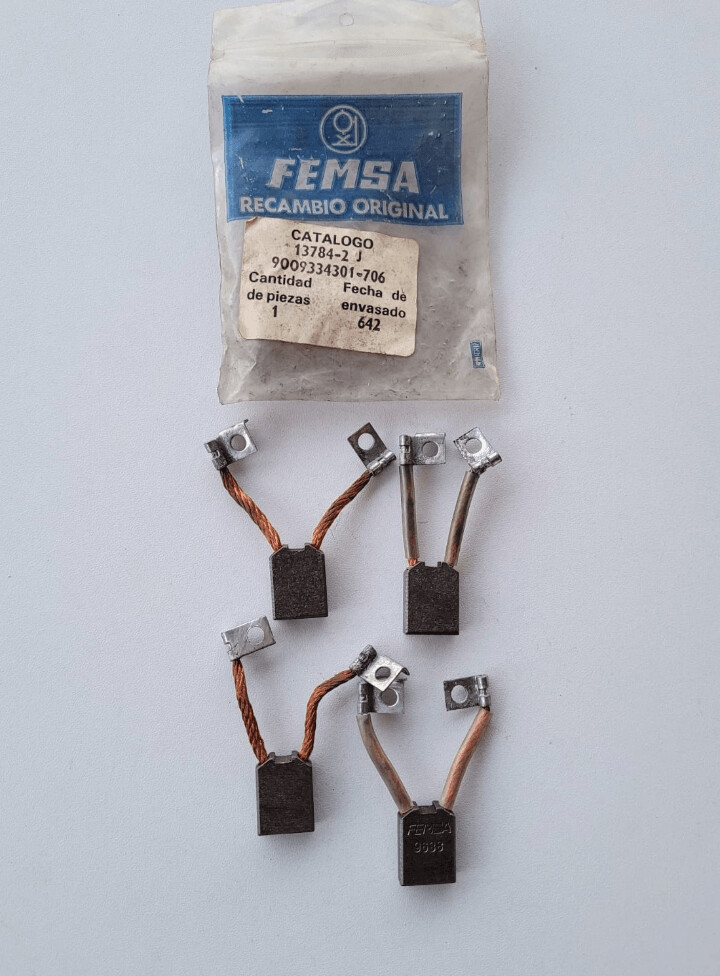 FEMSA
RECAMBIO ORIGINAL
CATALOGO
13784-2 J
9009334301-706
Cantidad Fecha de
de piezas envasado
1 642
FEMSA
9638